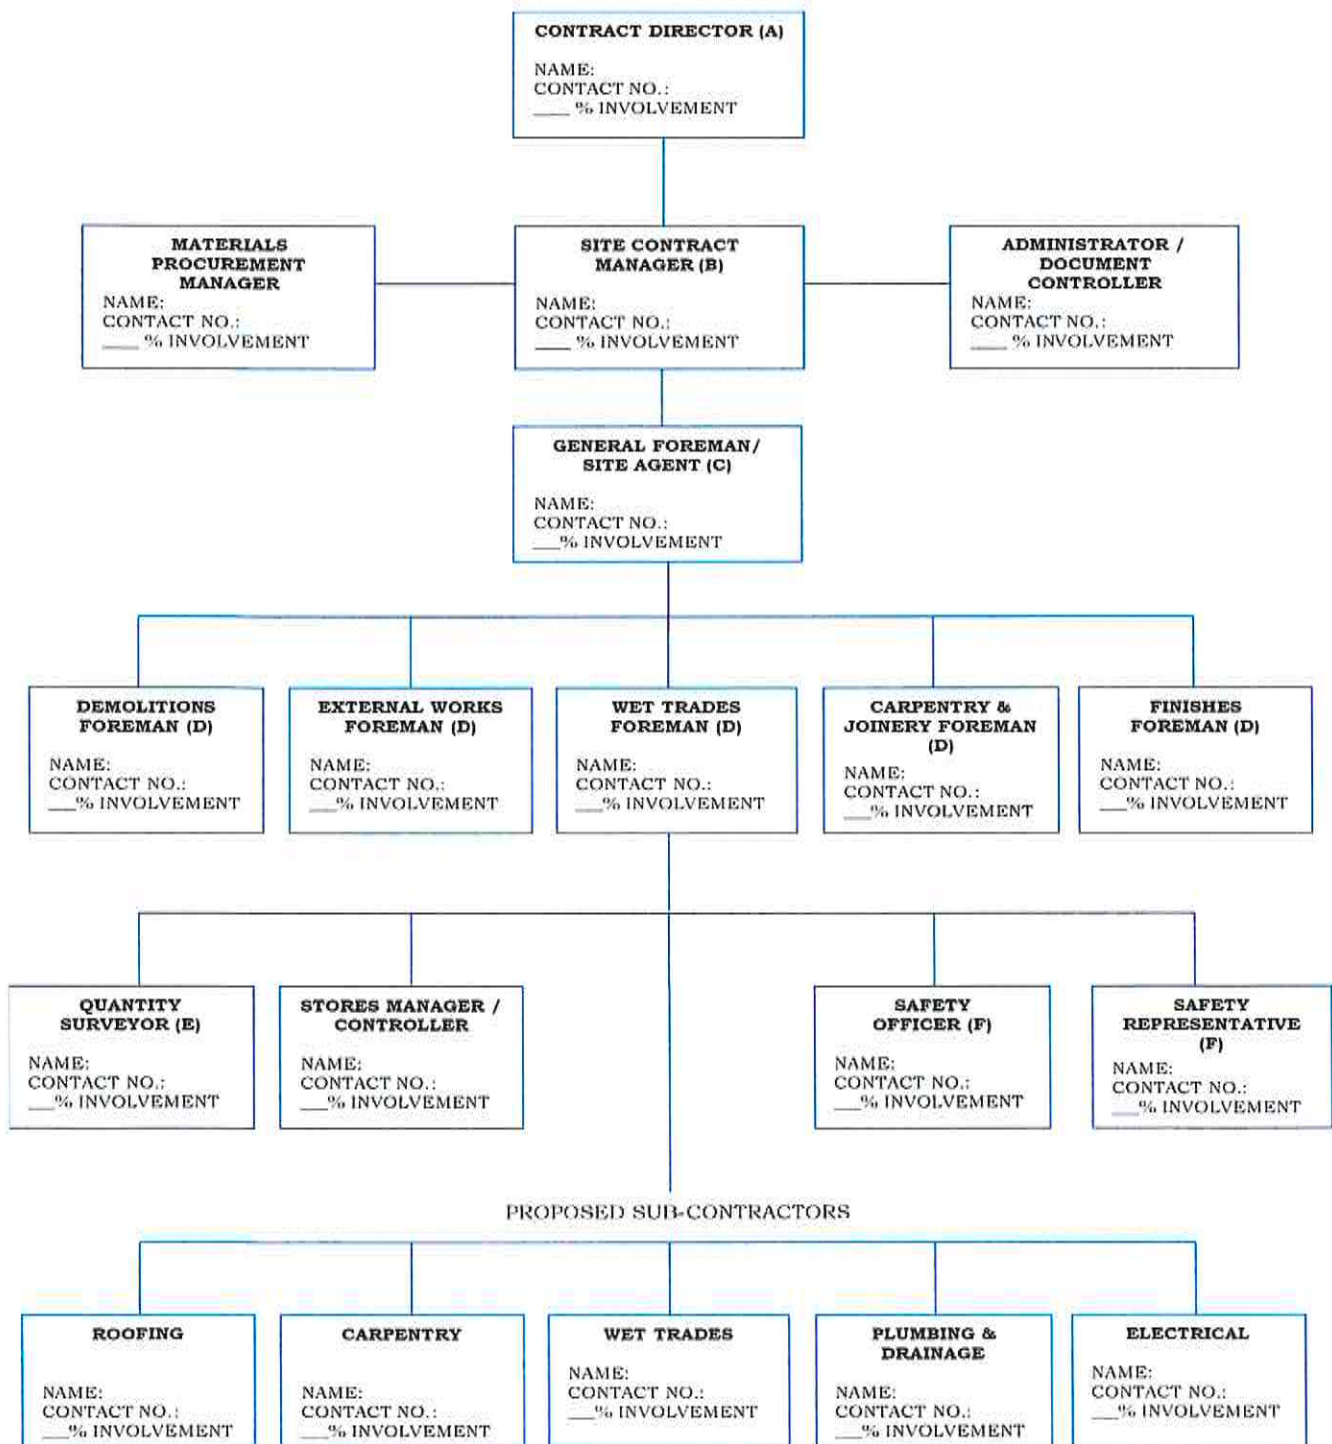 CONTRACT DIRECTOR (A)
NAME:
CONTACT NO.:
____ % INVOLVEMENT
MATERIALS
PROCUREMENT
MANAGER
NAME:
CONTACT NO.:
____ % INVOLVEMENT
SITE CONTRACT
MANAGER (B)
NAME:
CONTACT NO.:
____ % INVOLVEMENT
ADMINISTRATOR /
DOCUMENT
CONTROLLER
NAME:
CONTACT NO.:
____ % INVOLVEMENT
GENERAL FOREMAN/
SITE AGENT (C)
NAME:
CONTACT NO.:
___% INVOLVEMENT
DEMOLITIONS
FOREMAN (D)
NAME:
CONTACT NO.:
___% INVOLVEMENT
EXTERNAL WORKS
FOREMAN (D)
NAME:
CONTACT NO.:
___% INVOLVEMENT
WET TRADES
FOREMAN (D)
NAME:
CONTACT NO.:
___% INVOLVEMENT
CARPENTRY &
JOINERY FOREMAN
(D)
NAME:
CONTACT NO.:
___% INVOLVEMENT
FINISHES
FOREMAN (D)
NAME:
CONTACT NO.:
___% INVOLVEMENT
QUANTITY
SURVEYOR (E)
NAME:
CONTACT NO.:
___% INVOLVEMENT
STORES MANAGER /
CONTROLLER
NAME:
CONTACT NO.:
___% INVOLVEMENT
SAFETY
OFFICER (F)
NAME:
CONTACT NO.:
___% INVOLVEMENT
SAFETY
REPRESENTATIVE
(F)
NAME:
CONTACT NO.:
___% INVOLVEMENT
PROPOSED SUB-CONTRACTORS
ROOFING
NAME:
CONTACT NO.:
___% INVOLVEMENT
CARPENTRY
NAME:
CONTACT NO.:
___% INVOLVEMENT
WET TRADES
NAME:
CONTACT NO.:
___% INVOLVEMENT
PLUMBING &
DRAINAGE
NAME:
CONTACT NO.:
___% INVOLVEMENT
ELECTRICAL
NAME:
CONTACT NO.:
___% INVOLVEMENT